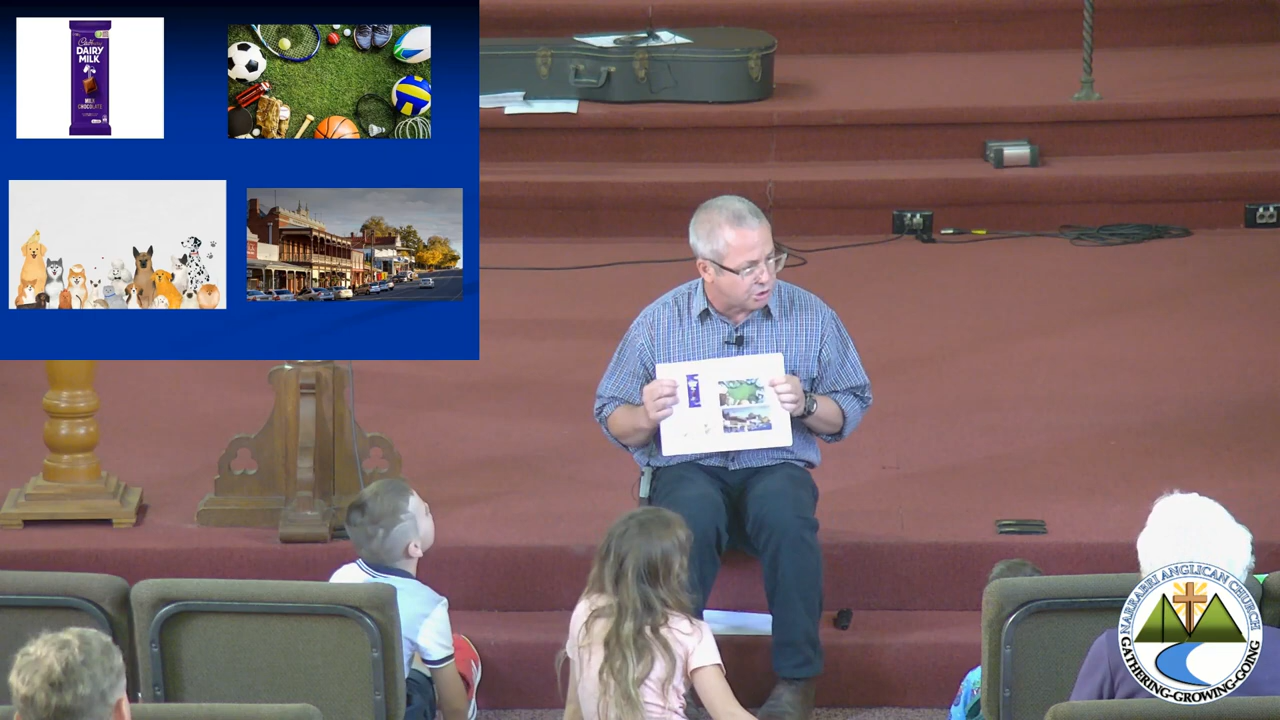 Cadbury
DAIRY
MILK
MILK
CHOCOLATE
NARRABRI ANGLICAN CHURCH
GATHERING-GROWING-GOING